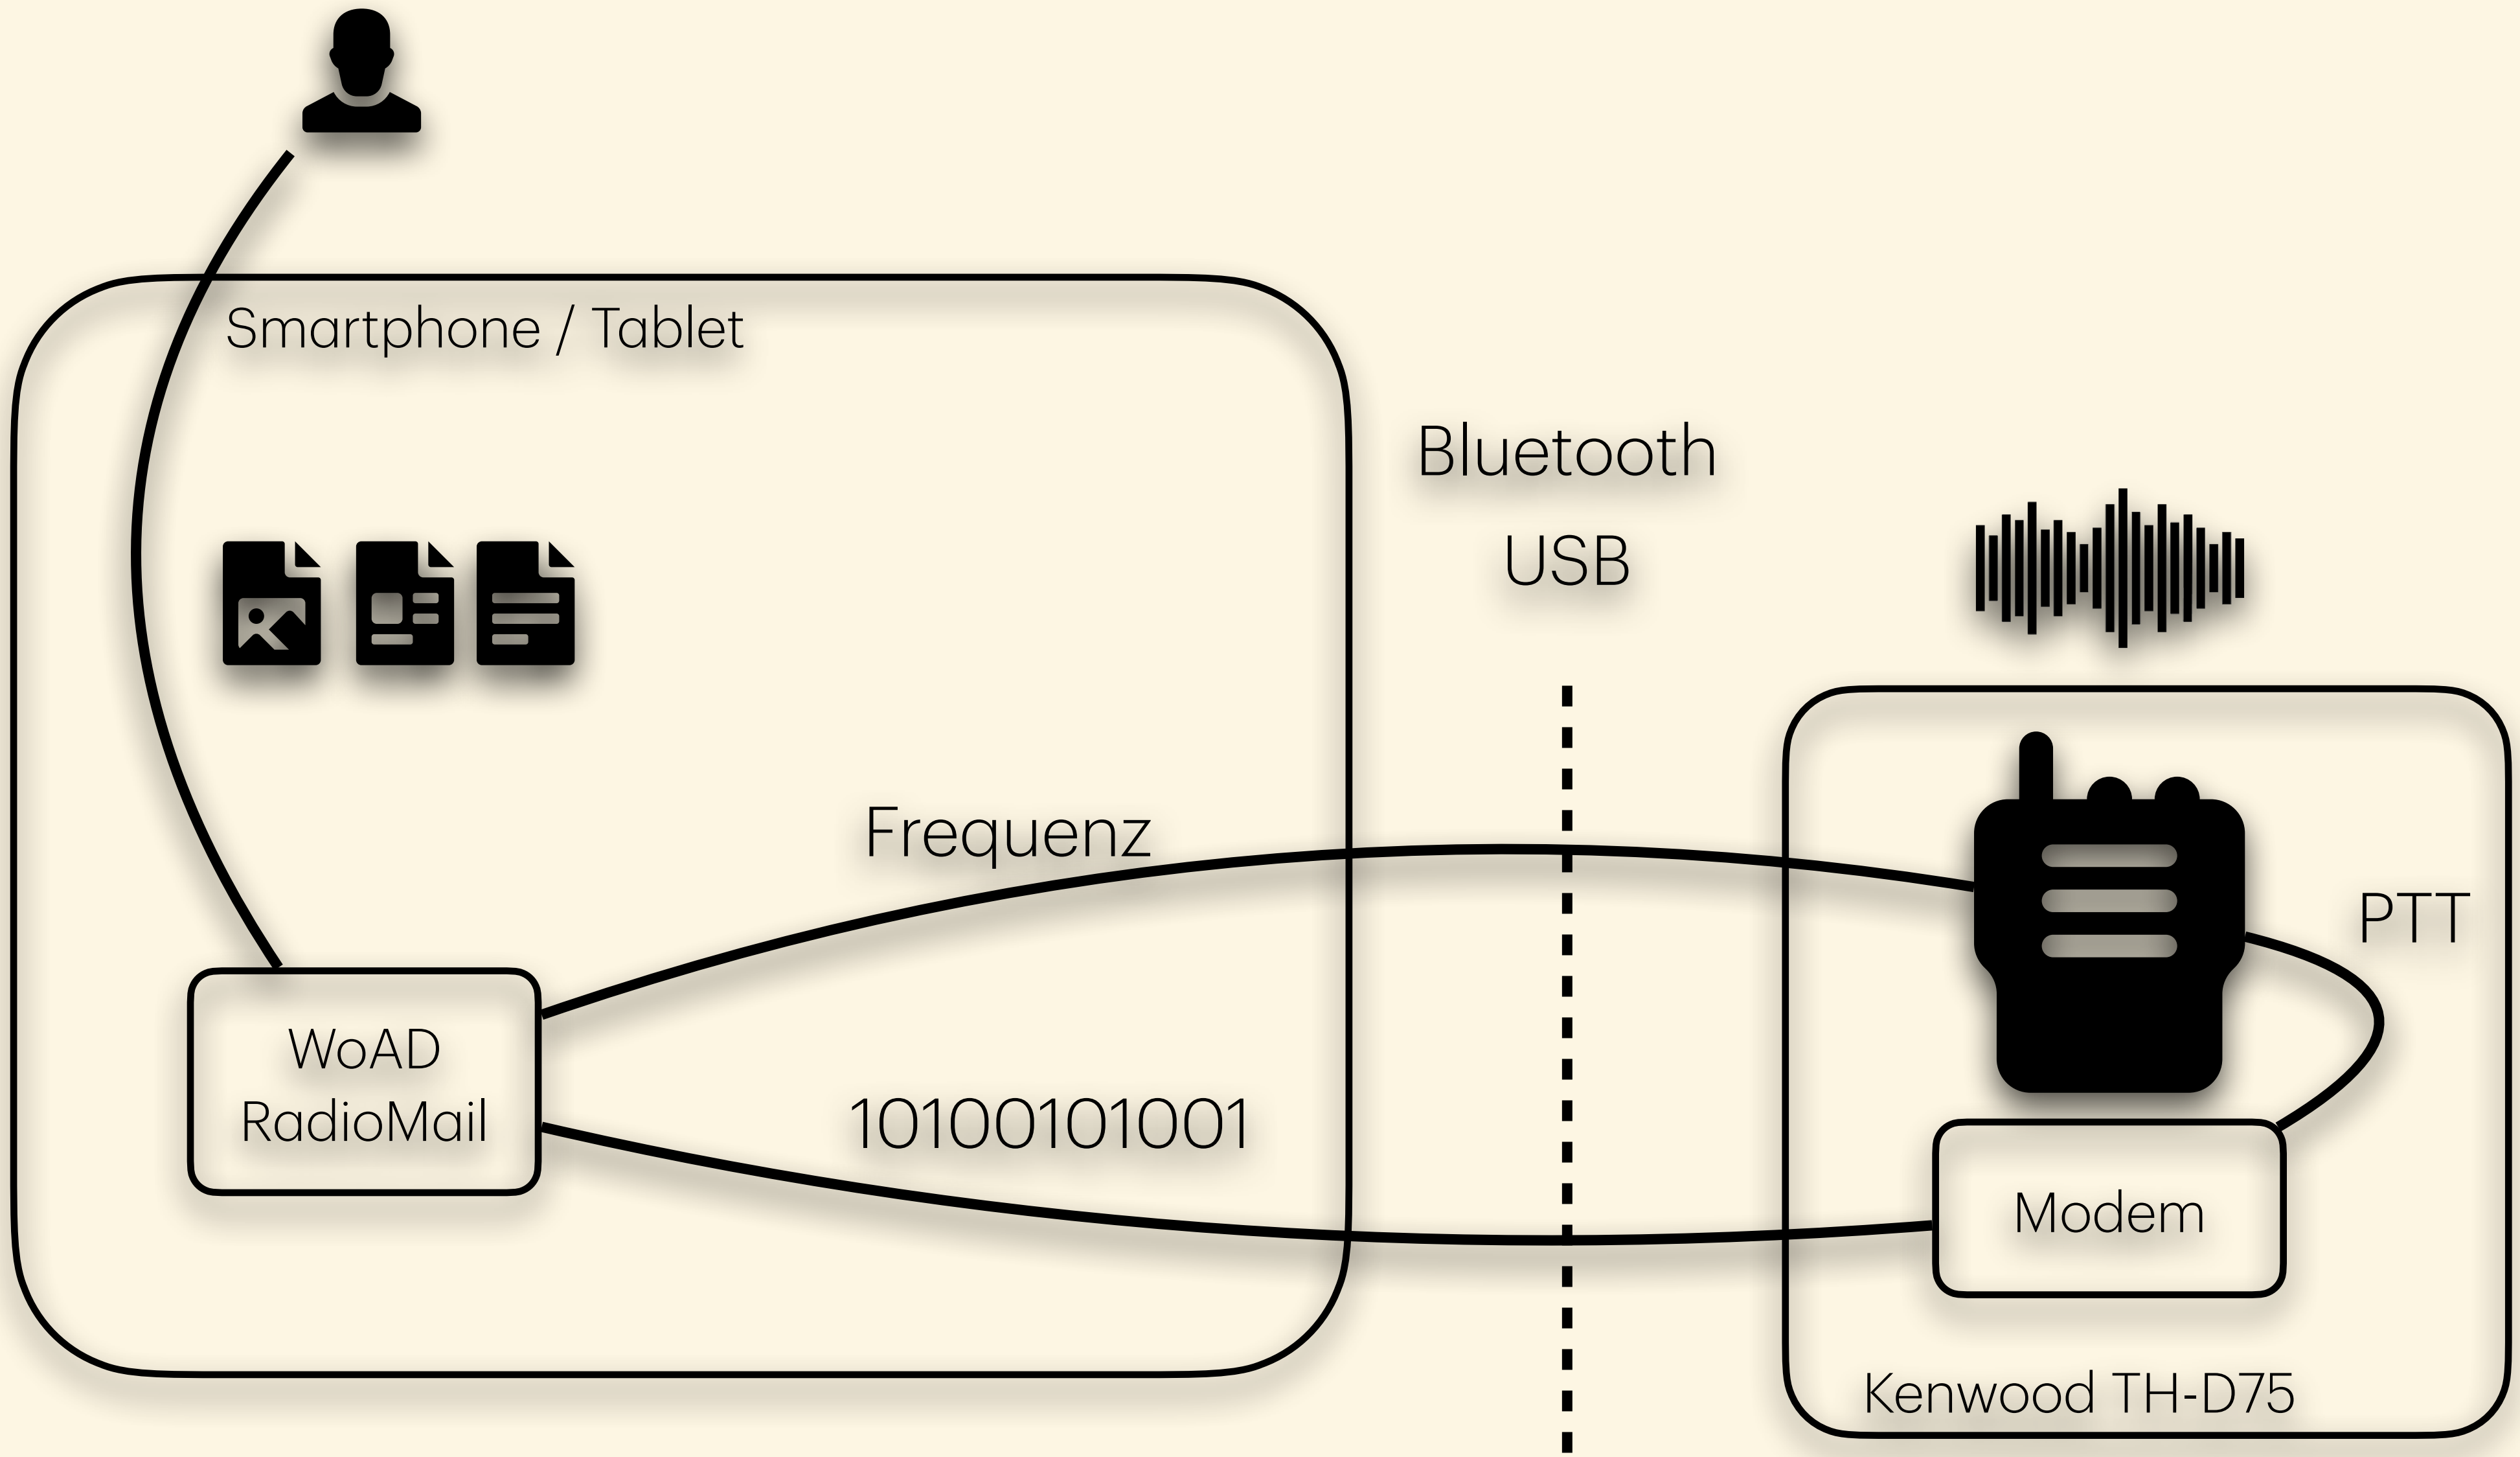 Smartphone / Tablet
Bluetooth
USB
Frequenz
PTT
WoAD
RadioMail
10100101001
Modem
Kenwood TH-D75